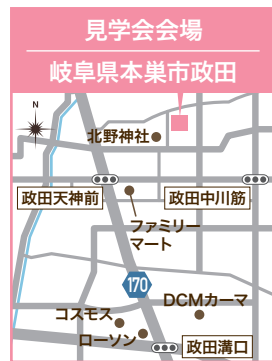 見学会会場
岐阜県本巣市政田
N
北野神社
政田天神前
政田中川筋
ファミリー
マート
170
DCMカーマ
コスモス
ローソン
政田溝口